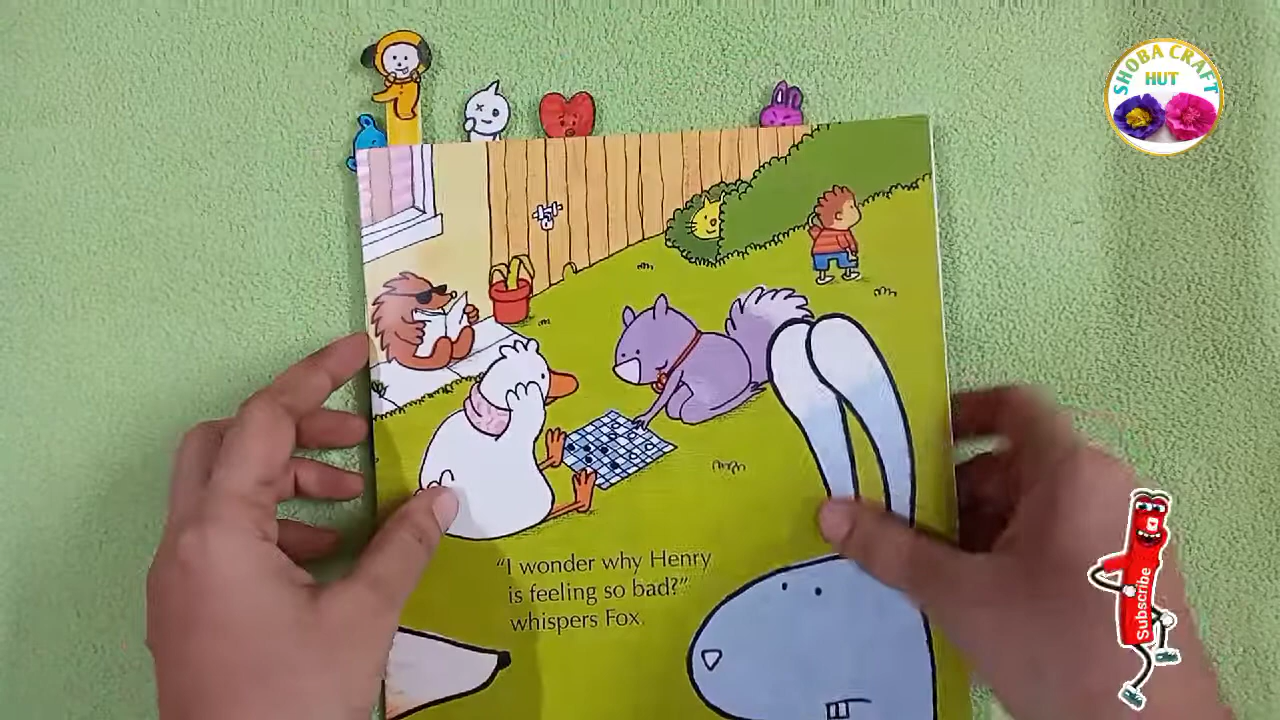 SHOBA CRAFT
HUT
"I wonder why Henry
is feeling so bad?"
whispers Fox.
Subscribe